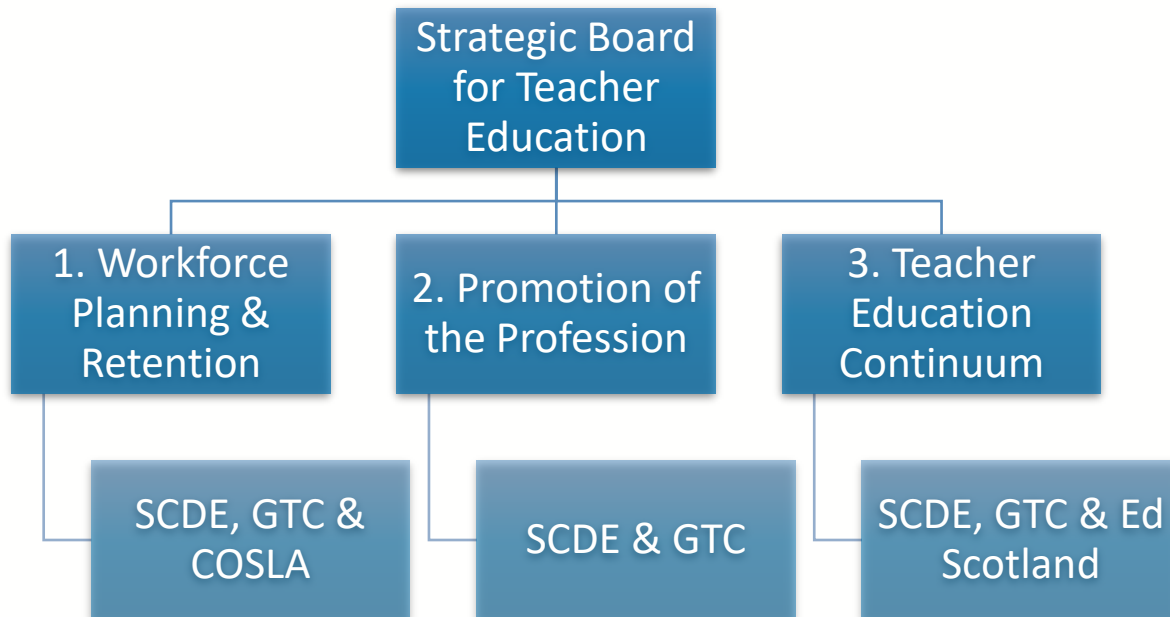 Strategic Board
for Teacher
Education
1. Workforce
Planning &
Retention
2. Promotion of
the Profession
3. Teacher
Education
Continuum
SCDE, GTC &
COSLA
SCDE & GTC
SCDE, GTC & Ed
Scotland